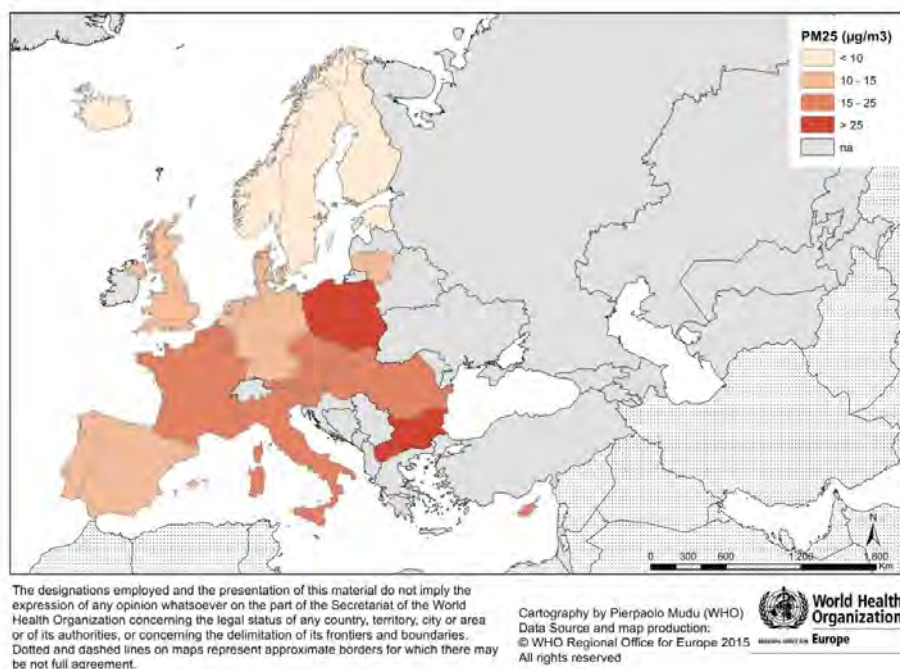 PM25 (µg/m3)
< 10
10 - 15
15 - 25
> 25
na
N
0 300 600 1.200 1.800
Km
The designations employed and the presentation of this material do not imply the
expression of any opinion whatsoever on the part of the Secretariat of the World
Health Organization concerning the legal status of any country, territory, city or area
or of its authorities, or concerning the delimitation of its frontiers and boundaries.
Dotted and dashed lines on maps represent approximate borders for which there may
be not full agreement.
Cartography by Pierpaolo Mudu (WHO)
Data Source and map production:
© WHO Regional Office for Europe 2015
All rights reserved
World Health
Organization
REGIONAL OFFICE FOR Europe